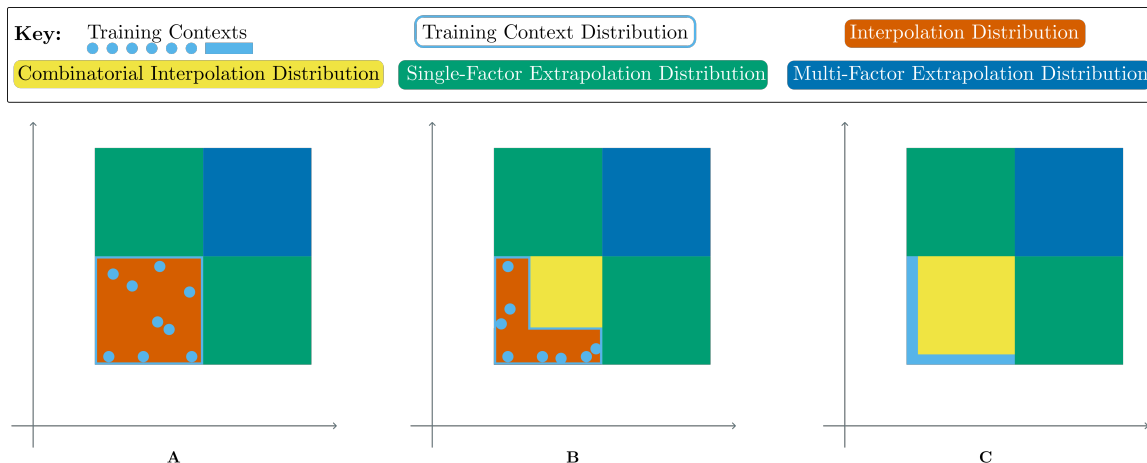 Key: Training Contexts Training Context Distribution Interpolation Distribution
Combinatorial Interpolation Distribution Single-Factor Extrapolation Distribution Multi-Factor Extrapolation Distribution
A B C